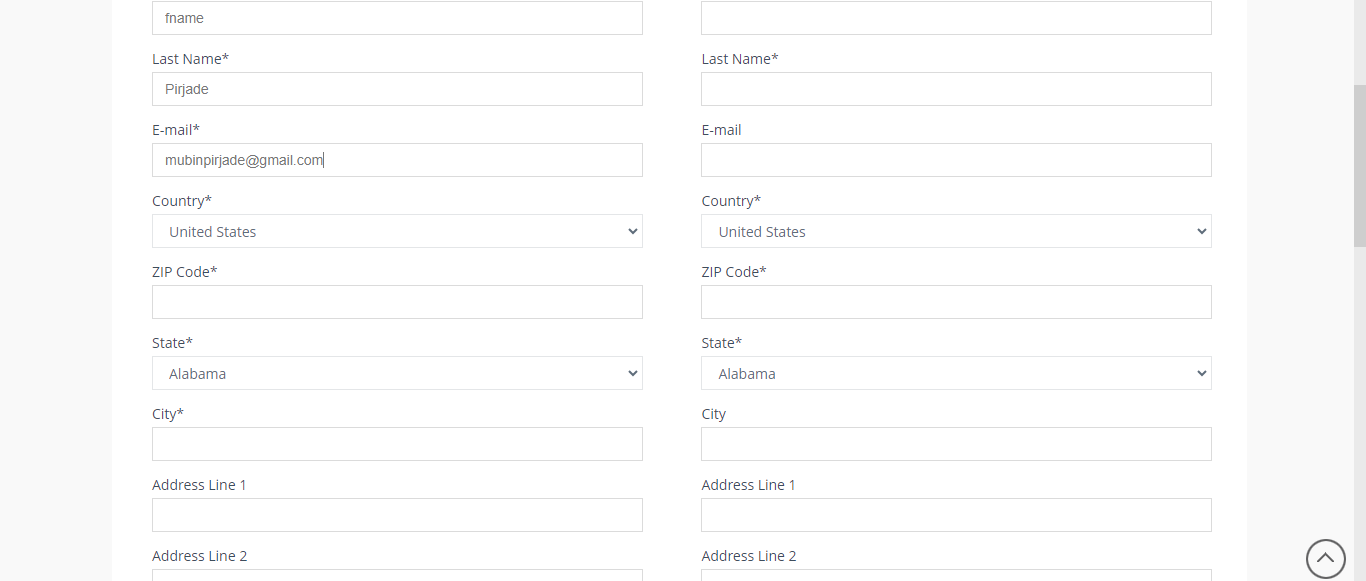 fname
Last Name* Last Name*
Pirjade
E-mail* E-mail
mubinpirjade@gmail.com
Country* Country*
United States United States
ZIP Code* ZIP Code*
State* State*
Alabama Alabama
City* City
Address Line 1 Address Line 1
Address Line 2 Address Line 2